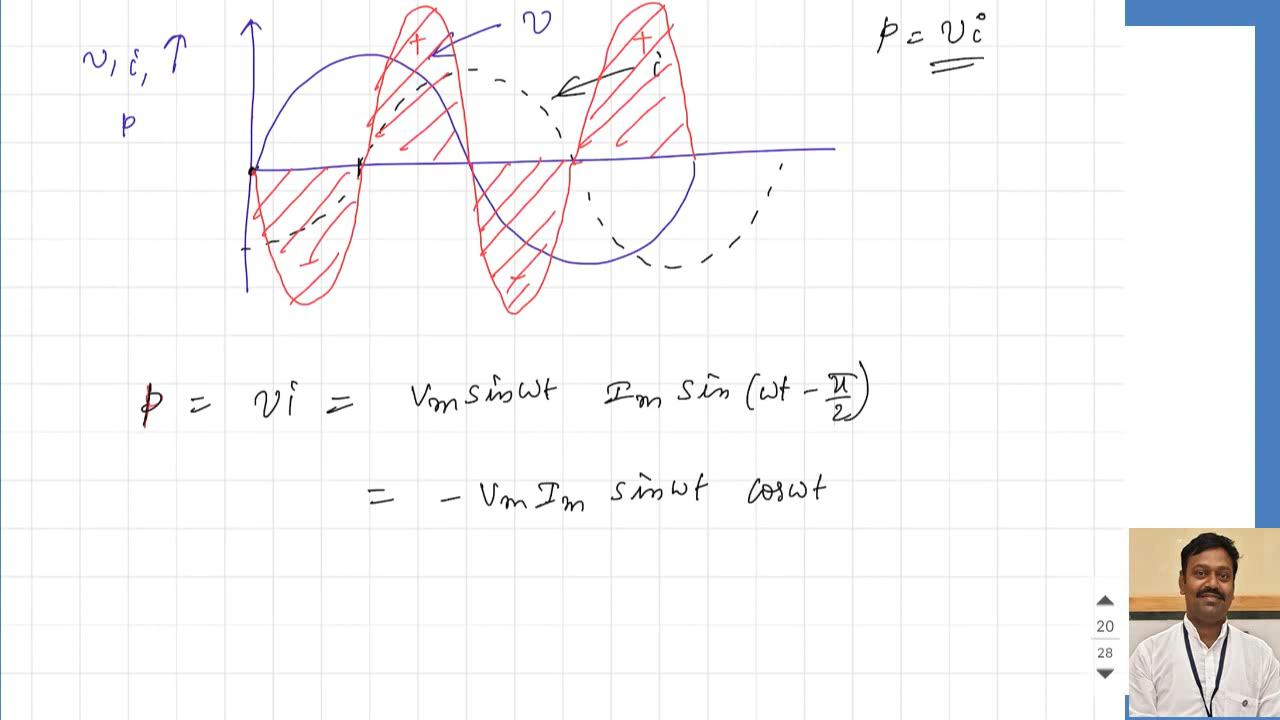 v, i, ↑
p
v
i
p = vi
+
+
-
-
p = vi = Vm sinωt Im sin (ωt - π/2)
= - Vm Im sinωt cosωt
20
28